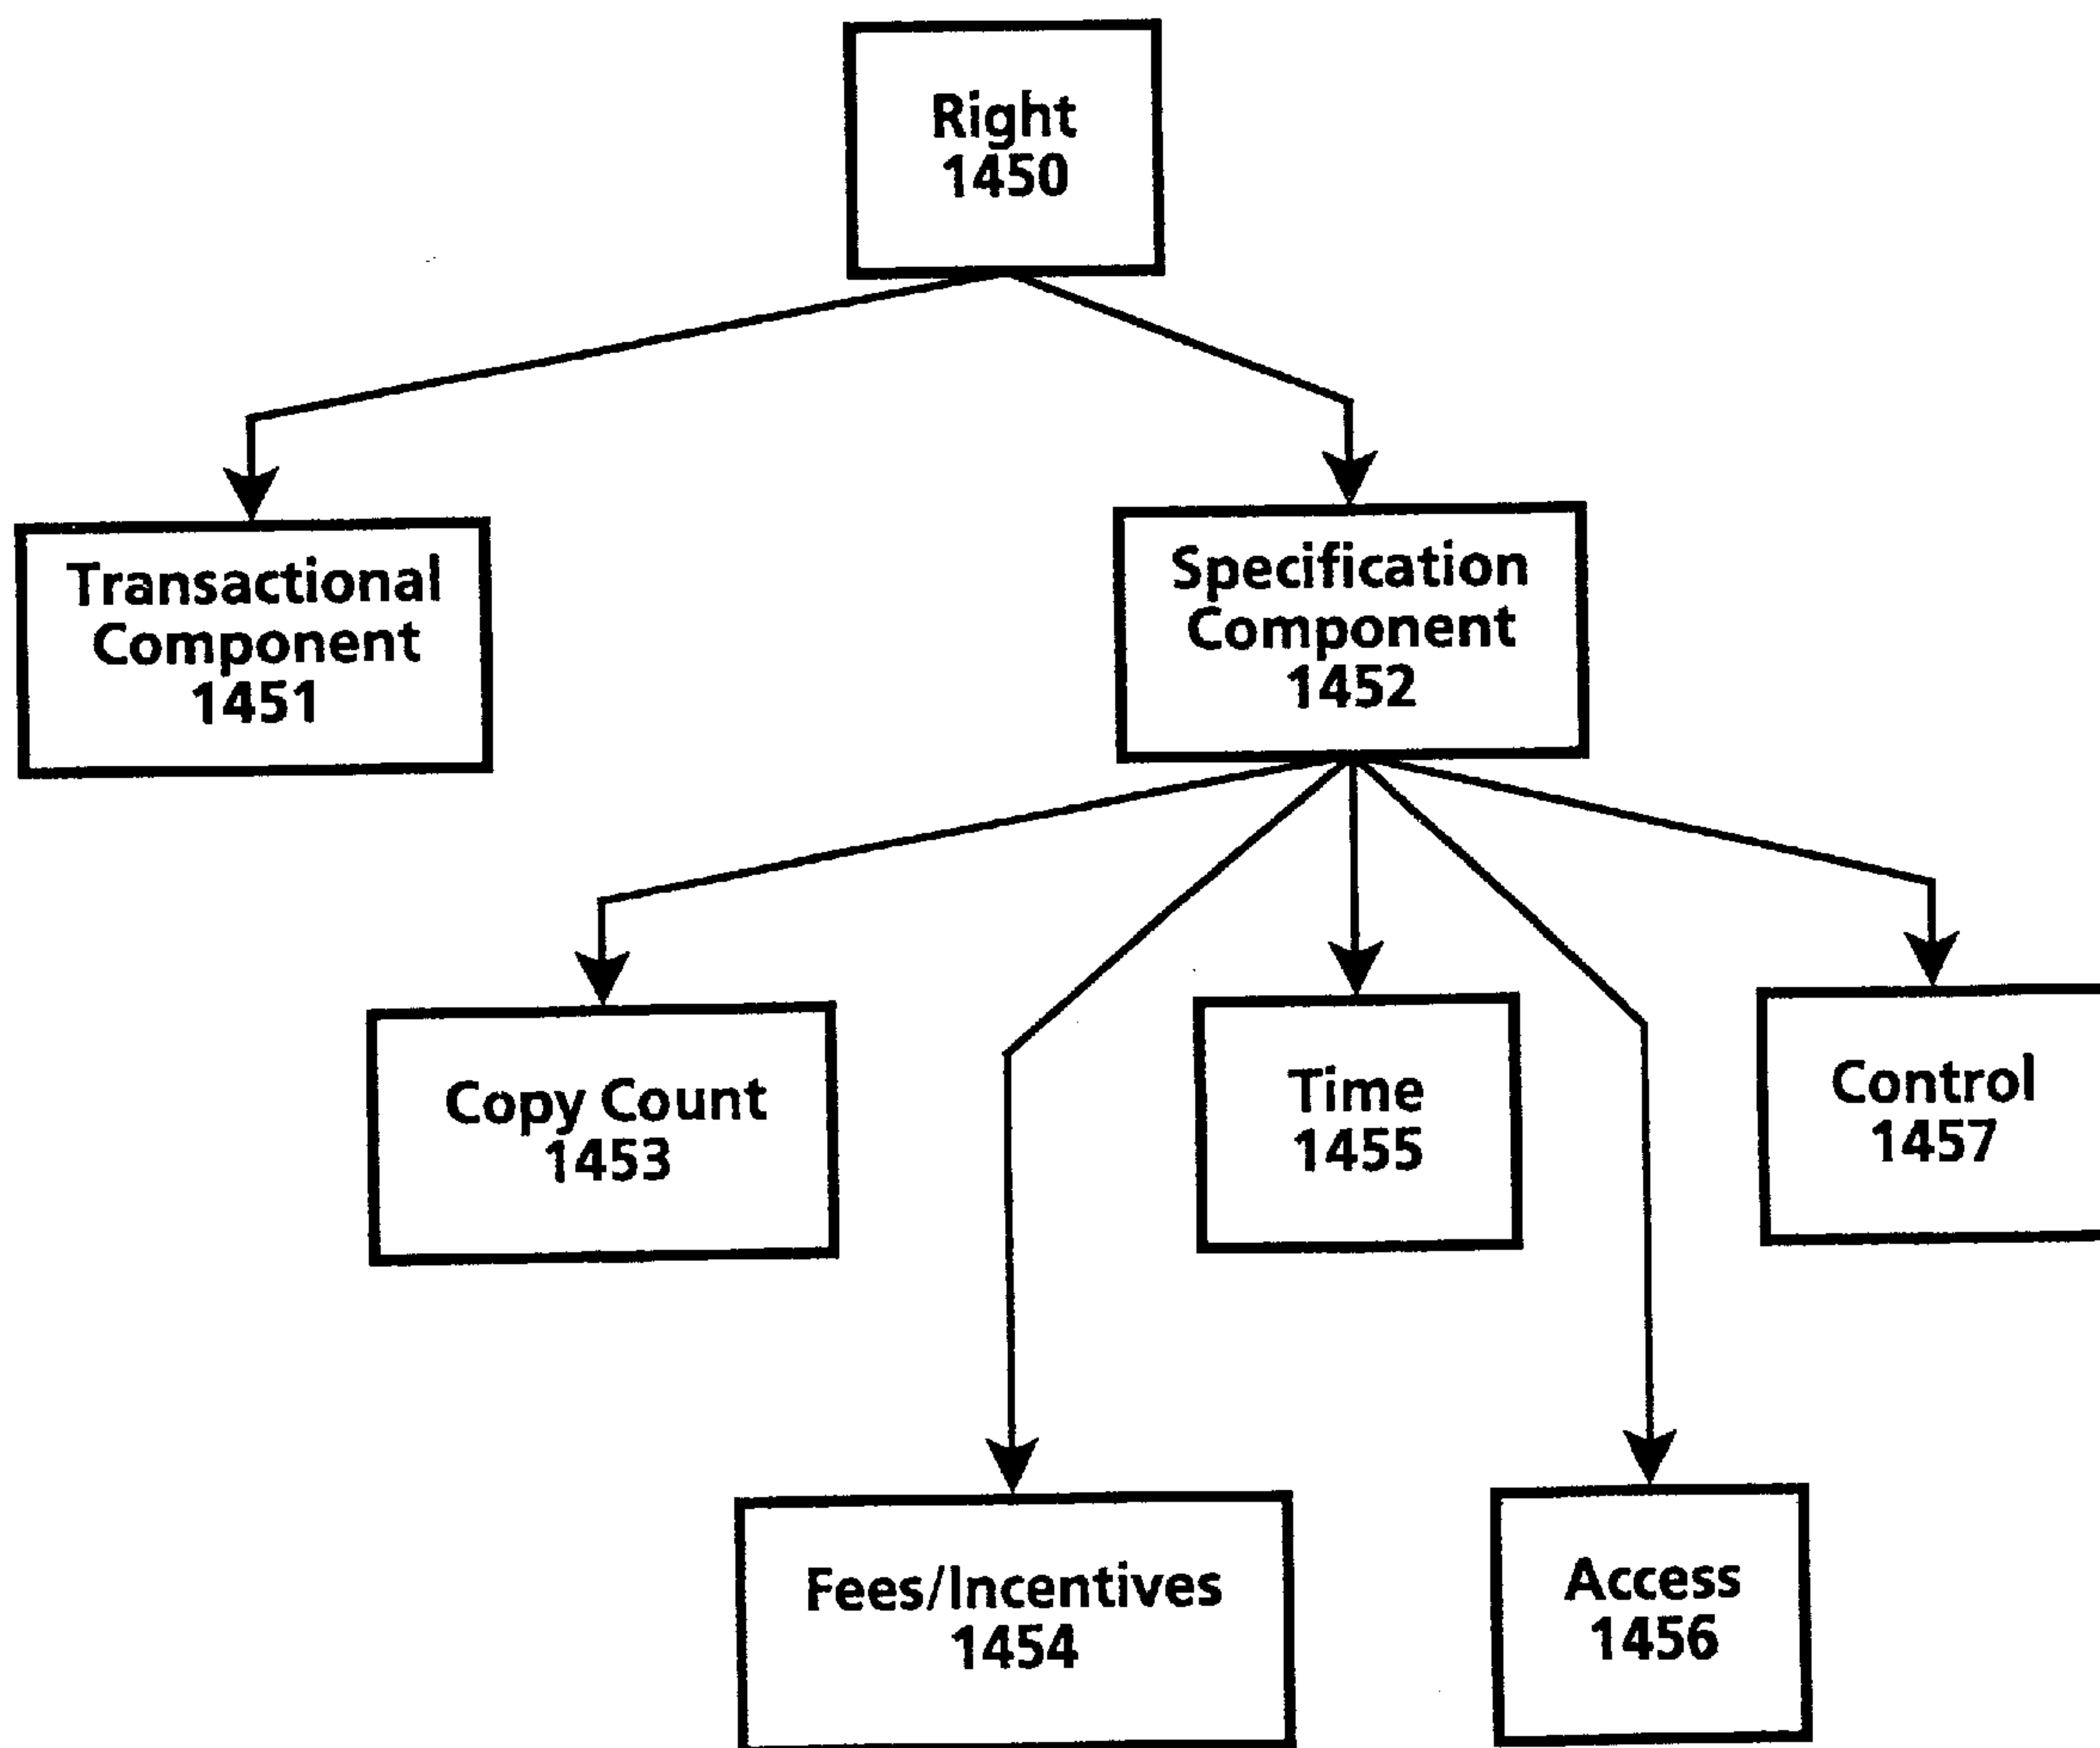 Right
1450
Transactional
Component
1451
Specification
Component
1452
Copy Count
1453
Time
1455
Control
1457
Fees/Incentives
1454
Access
1456